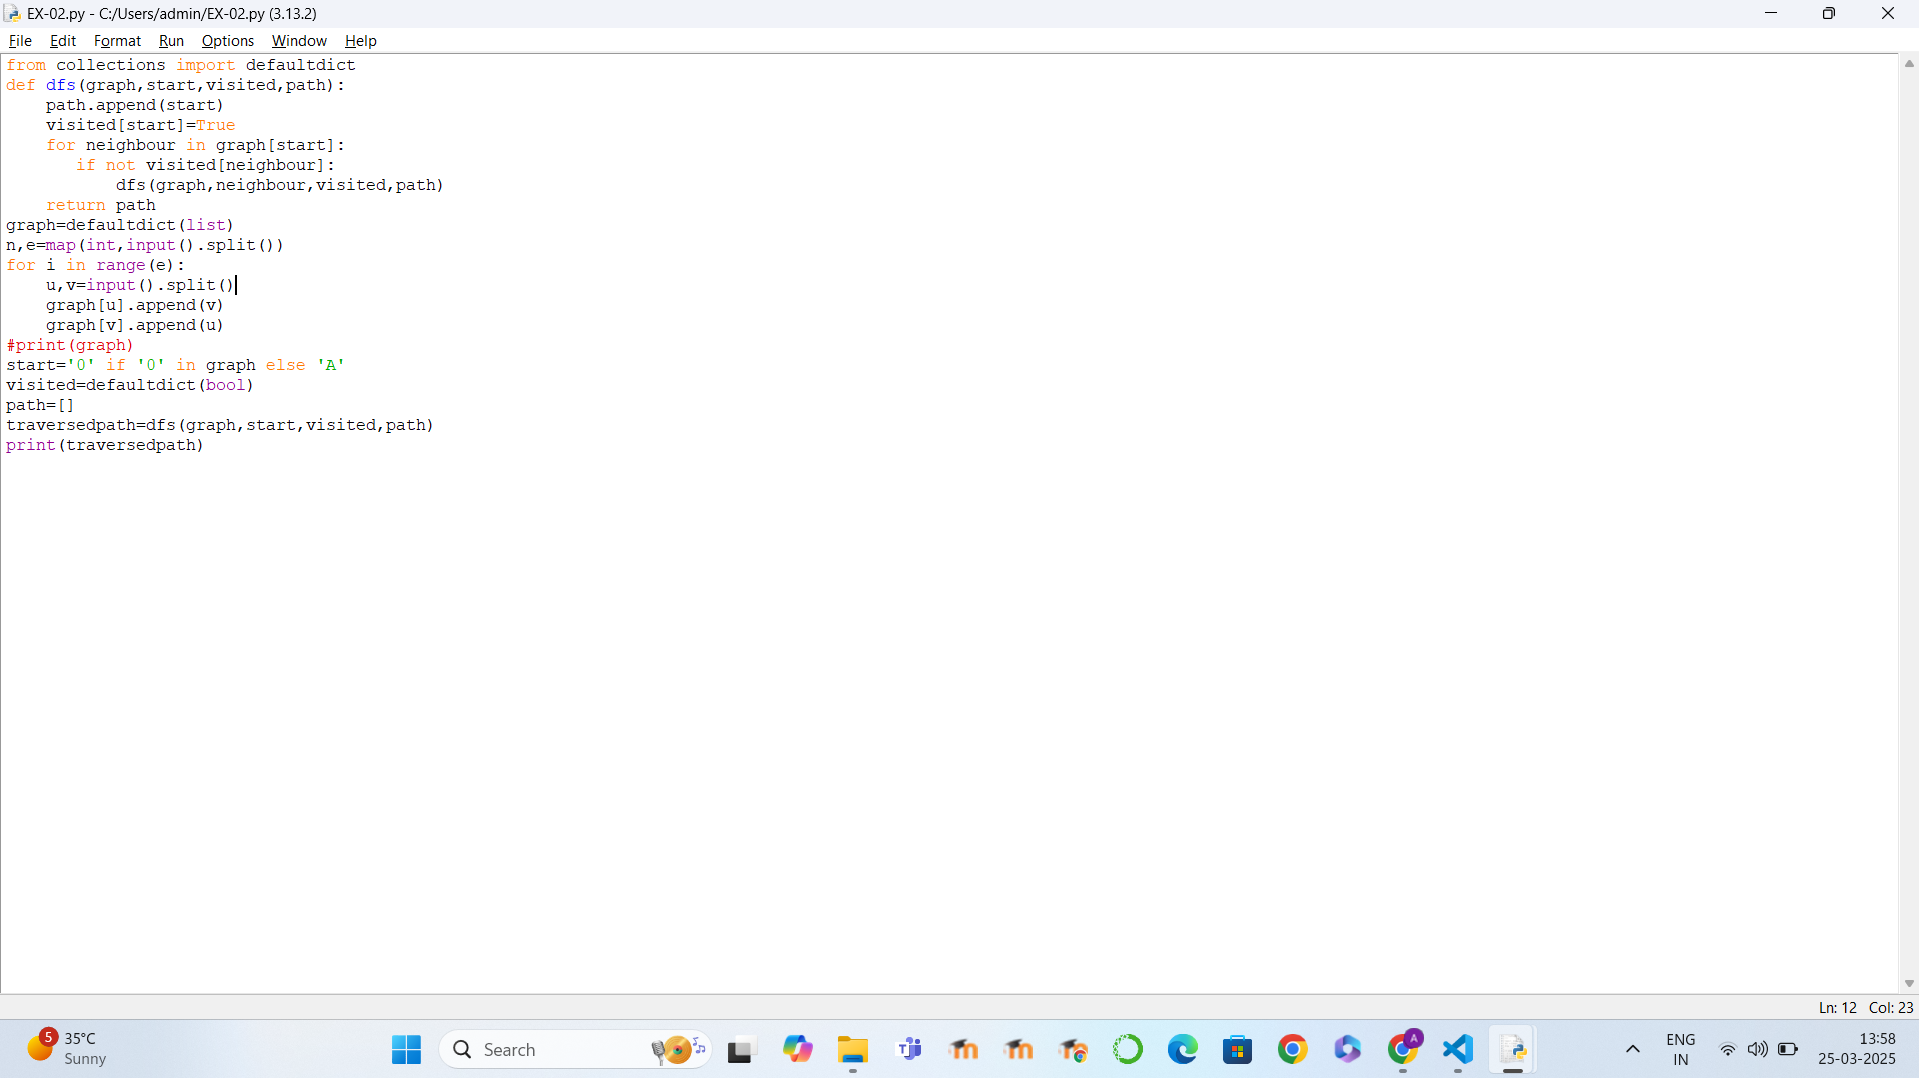 EX-02.py - C:/Users/admin/EX-02.py (3.13.2)
File Edit Format Run Options Window Help
from collections import defaultdict
def dfs(graph,start,visited,path):
    path.append(start)
    visited[start]=True
    for neighbour in graph[start]:
       if not visited[neighbour]:
           dfs(graph,neighbour,visited,path)
    return path
graph=defaultdict(list)
n,e=map(int,input().split())
for i in range(e):
    u,v=input().split()
    graph[u].append(v)
    graph[v].append(u)
#print(graph)
start='0' if '0' in graph else 'A'
visited=defaultdict(bool)
path=[]
traversedpath=dfs(graph,start,visited,path)
print(traversedpath)
Ln: 12 Col: 23
5
35°C
Sunny
Search
A
ENG
IN
13:58
25-03-2025